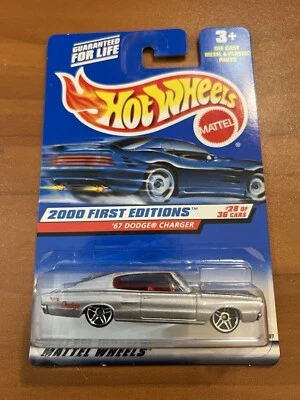 GUARANTEED
FOR LIFE
3+
DIE CAST
METAL & PLASTIC
PARTS
HOT WHEELS
MATTEL
2000 FIRST EDITIONS™
#28 OF
36 CARS
'67 DODGE® CHARGER
MATTEL WHEELS